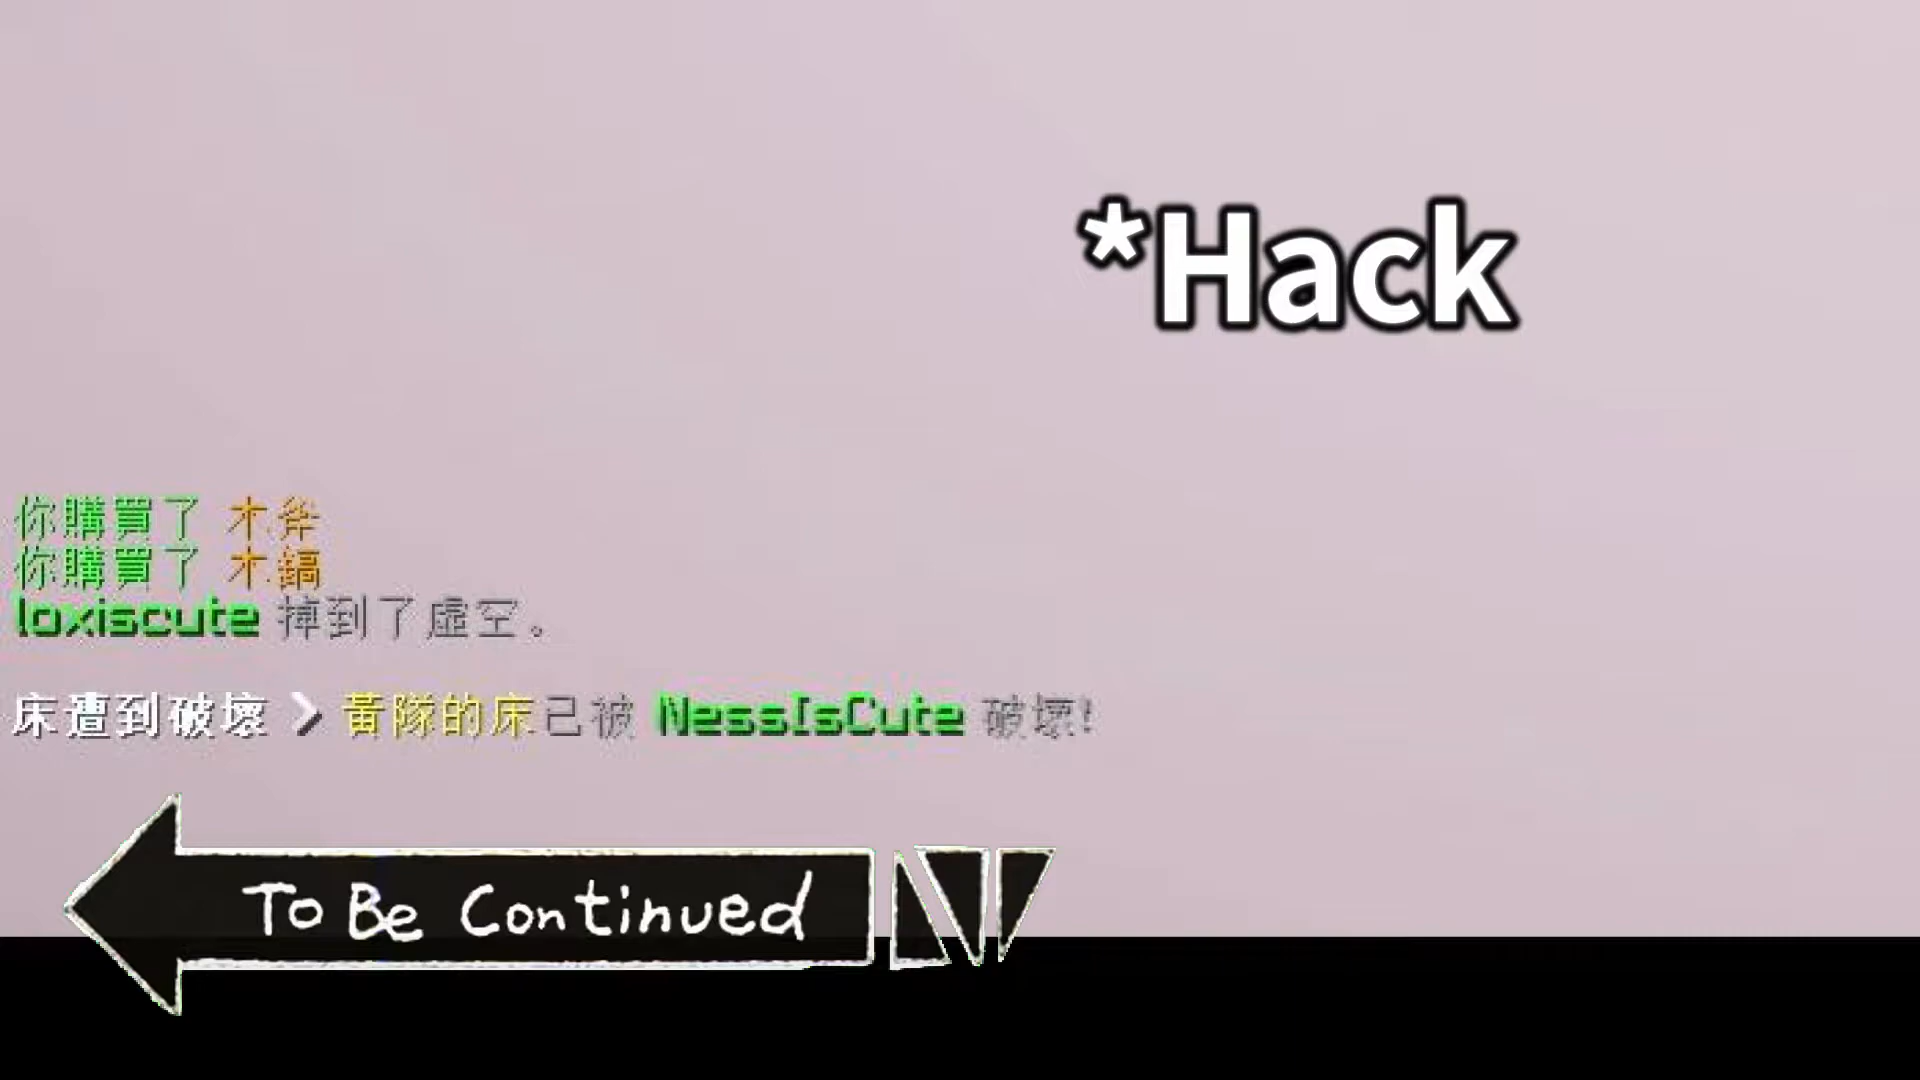 *Hack
你購買了 木斧
你購買了 木鎬
loxiscute 掉到了虛空。
床遭到破壞 > 黃隊的床已被 NessIsCute 破壞!
To Be Continued